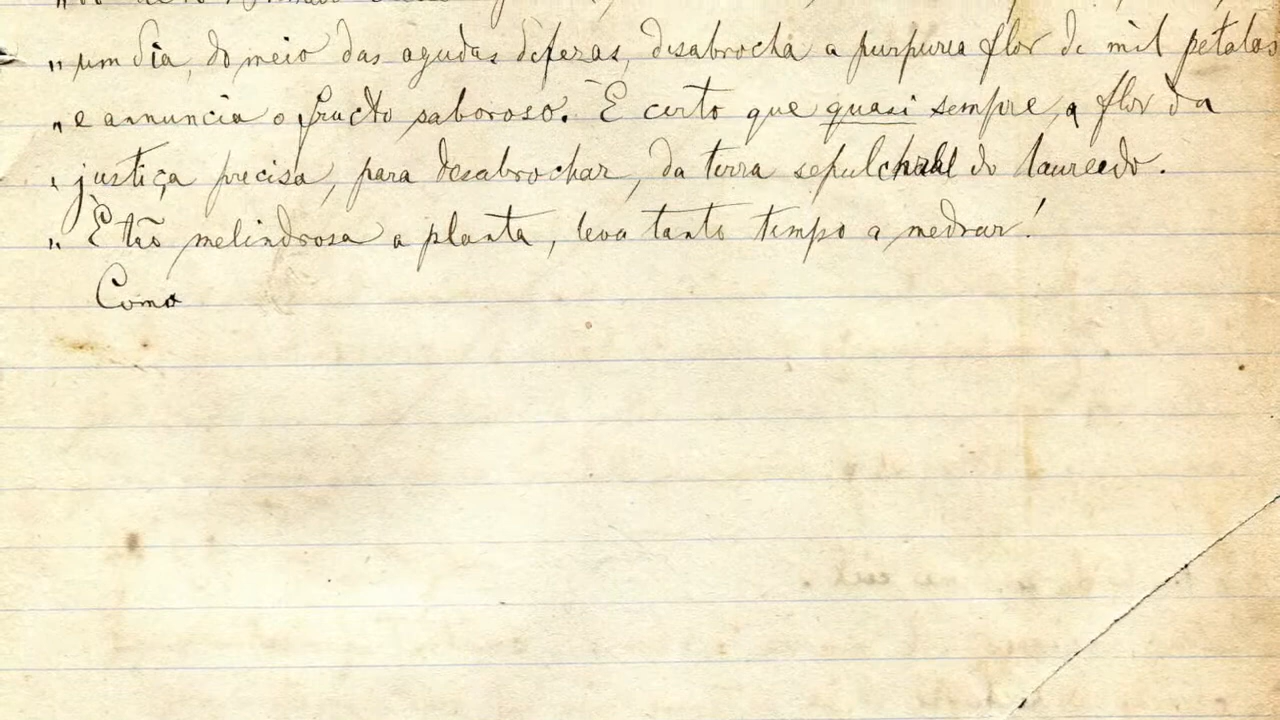 „ um dia, do meio das agudas defezas, desabrocha a purpurea flor de mil petalas
„ e annuncia o fructo saboroso. É certo que quasi sempre, a flor da
„ justiça precisa, para desabrochar, da terra sepulchral do laureado.
„ É tão melindrosa a planta, leva tanto tempo a medrar!
Como